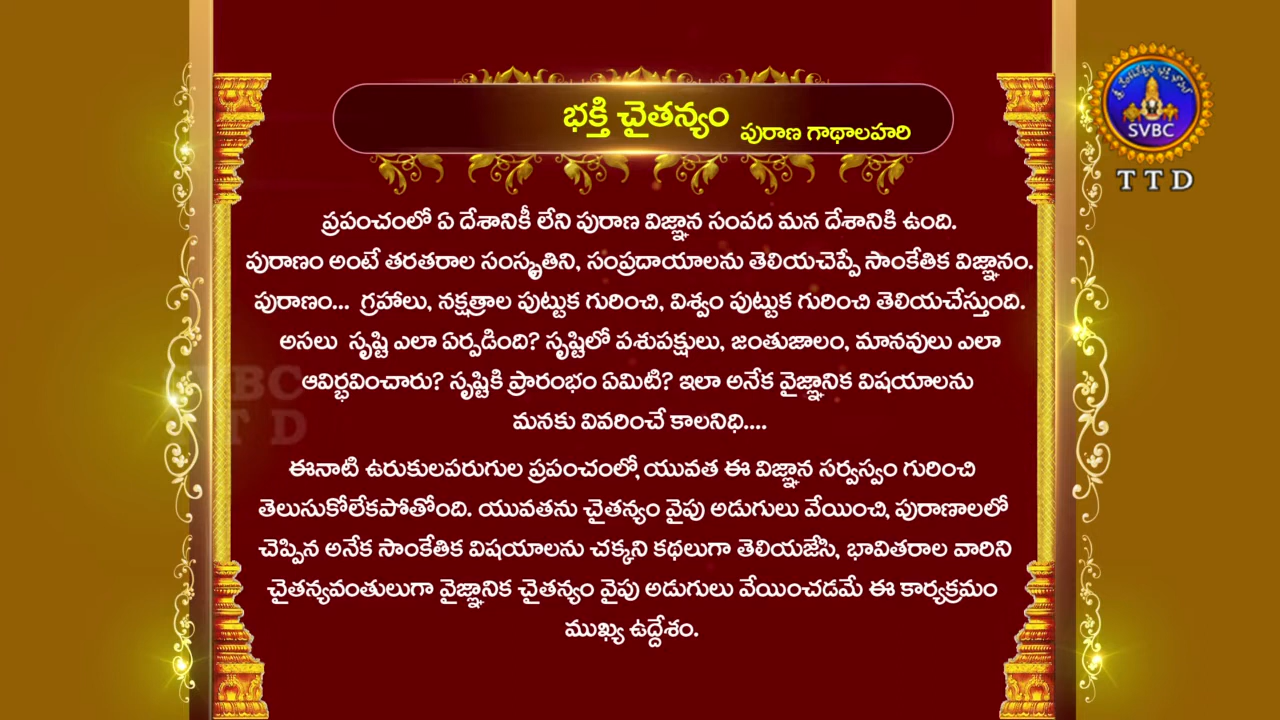 భక్తి చైతన్యం పురాణ గాథాలహరి
SVBC
T T D
ప్రపంచంలో ఏ దేశానికీ లేని పురాణ విజ్ఞాన సంపద మన దేశానికి ఉంది.
పురాణం అంటే తరతరాల సంస్కృతిని, సంప్రదాయాలను తెలియచెప్పే సాంకేతిక విజ్ఞానం.
పురాణం... గ్రహాలు, నక్షత్రాల పుట్టుక గురించి, విశ్వం పుట్టుక గురించి తెలియచేస్తుంది.
అసలు సృష్టి ఎలా ఏర్పడింది? సృష్టిలో పశుపక్షులు, జంతుజాలం, మానవులు ఎలా
ఆవిర్భవించారు? సృష్టికి ప్రారంభం ఏమిటి? ఇలా అనేక వైజ్ఞానిక విషయాలను
మనకు వివరించే కాలనిధి....
ఈనాటి ఉరుకులపరుగుల ప్రపంచంలో, యువత ఈ విజ్ఞాన సర్వస్వం గురించి
తెలుసుకోలేకపోతోంది. యువతను చైతన్యం వైపు అడుగులు వేయించి, పురాణాలలో
చెప్పిన అనేక సాంకేతిక విషయాలను చక్కని కథలుగా తెలియజేసి, భావితరాల వారిని
చైతన్యవంతులుగా వైజ్ఞానిక చైతన్యం వైపు అడుగులు వేయించడమే ఈ కార్యక్రమం
ముఖ్య ఉద్దేశం.